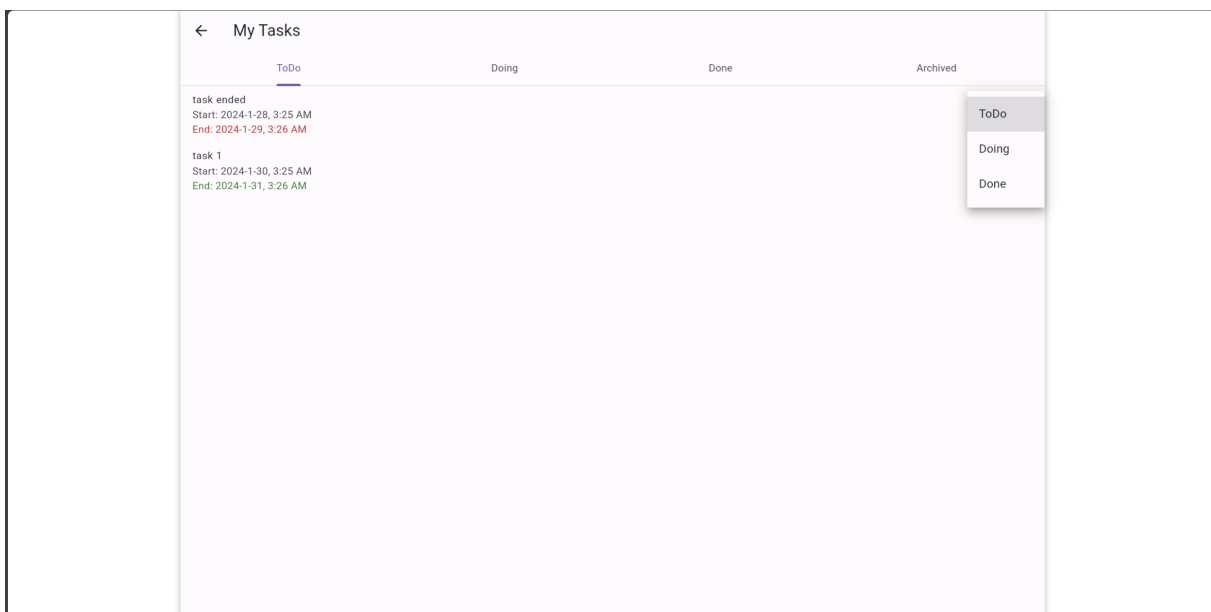 My Tasks
ToDo Doing Done Archived
task ended
Start: 2024-1-28, 3:25 AM
End: 2024-1-29, 3:26 AM
task 1
Start: 2024-1-30, 3:25 AM
End: 2024-1-31, 3:26 AM
ToDo
Doing
Done